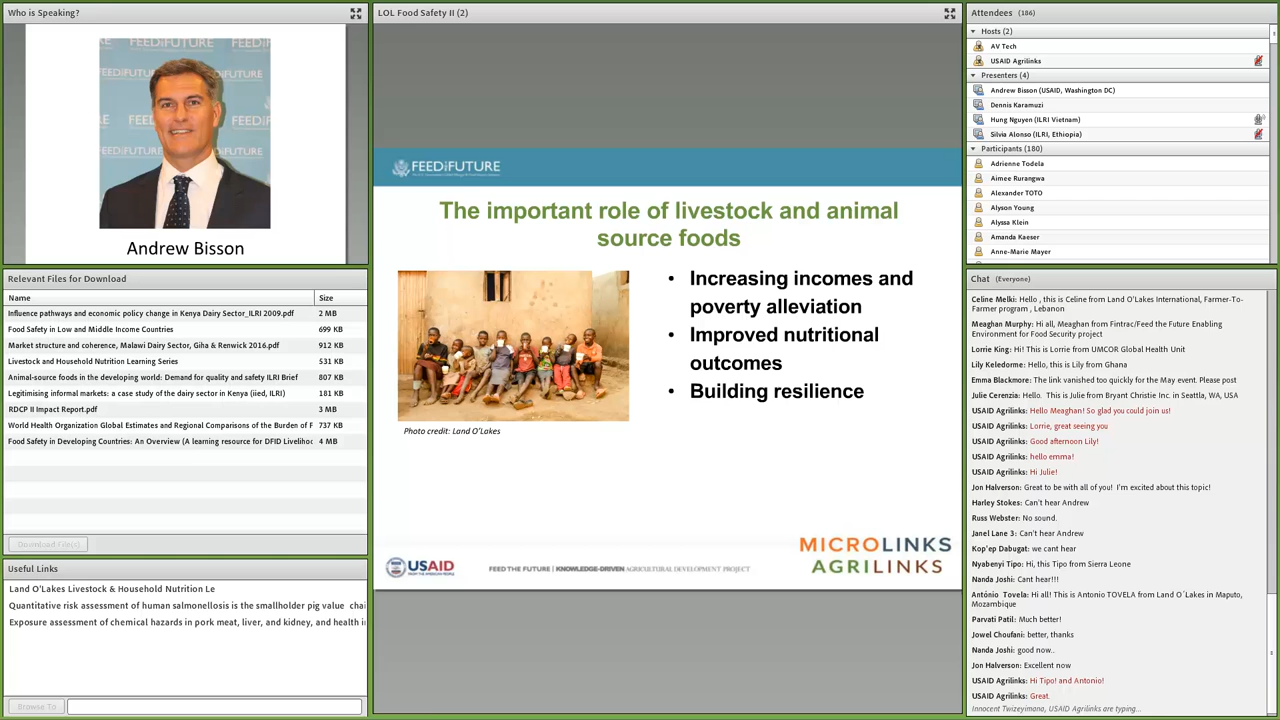 Who is Speaking?
FEED FUTURE
FEED FUTURE
Andrew Bisson
Relevant Files for Download
Name Size
Influence pathways and economic policy change in Kenya Dairy Sector_ILRI 2009.pdf 2 MB
Food Safety in Low and Middle Income Countries 699 KB
Market structure and coherence, Malawi Dairy Sector, Giha & Renwick 2016.pdf 912 KB
Livestock and Household Nutrition Learning Series 531 KB
Animal-source foods in the developing world: Demand for quality and safety ILRI Brief 807 KB
Legitimising informal markets: a case study of the dairy sector in Kenya (iied, ILRI) 181 KB
RDCP II Impact Report.pdf 3 MB
World Health Organization Global Estimates and Regional Comparisons of the Burden of F 737 KB
Food Safety in Developing Countries: An Overview (A learning resource for DFID Livelihoc 4 MB
Download File(s)
Useful Links
Land O'Lakes Livestock & Household Nutrition Le
Quantitative risk assessment of human salmonellosis is the smallholder pig value chai
Exposure assessment of chemical hazards in pork meat, liver, and kidney, and health i
Browse To
LOL Food Safety II (2)
FEED FUTURE
The important role of livestock and animal
source foods
• Increasing incomes and
poverty alleviation
• Improved nutritional
outcomes
• Building resilience
Photo credit: Land O'Lakes
USAID
FROM THE AMERICAN PEOPLE
FEED THE FUTURE | KNOWLEDGE-DRIVEN AGRICULTURAL DEVELOPMENT PROJECT
MICROLINKS
AGRILINKS
Attendees (186)
Hosts (2)
AV Tech
USAID Agrilinks
Presenters (4)
Andrew Bisson (USAID, Washington DC)
Dennis Karamuzi
Hung Nguyen (ILRI Vietnam)
Silvia Alonso (ILRI, Ethiopia)
Participants (180)
Adrienne Todela
Aimee Rurangwa
Alexander TOTO
Alyson Young
Alyssa Klein
Amanda Kaeser
Anne-Marie Mayer
Chat (Everyone)
Celine Melki: Hello , this is Celine from Land O'Lakes International, Farmer-To-
Farmer program , Lebanon
Meaghan Murphy: Hi all, Meaghan from Fintrac/Feed the Future Enabling
Environment for Food Security project
Lorrie King: Hi! This is Lorrie from UMCOR Global Health Unit
Lily Keledorme: Hello, this is Lily from Ghana
Emma Blackmore: The link vanished too quickly for the May event. Please post
Julie Cerenzia: Hello. This is Julie from Bryant Christie Inc. in Seattla, WA, USA
USAID Agrilinks: Hello Meaghan! So glad you could join us!
USAID Agrilinks: Lorrie, great seeing you
USAID Agrilinks: Good afternoon Lily!
USAID Agrilinks: hello emma!
USAID Agrilinks: Hi Julie!
Jon Halverson: Great to be with all of you! I'm excited about this topic!
Harley Stokes: Can't hear Andrew
Russ Webster: No sound.
Janel Lane 3: Can't hear Andrew
Kop'ep Dabugat: we cant hear
Nyabenyi Tipo: Hi, this Tipo from Sierra Leone
Nanda Joshi: Cant hear!!!
António Tovela: Hi all! This is Antonio TOVELA from Land O´Lakes in Maputo,
Mozambique
Parvati Patil: Much better!
Jowel Choufani: better, thanks
Nanda Joshi: good now..
Jon Halverson: Excellent now
USAID Agrilinks: Hi Tipo! and Antonio!
USAID Agrilinks: Great.
Innocent Twizeyimana, USAID Agrilinks are typing...